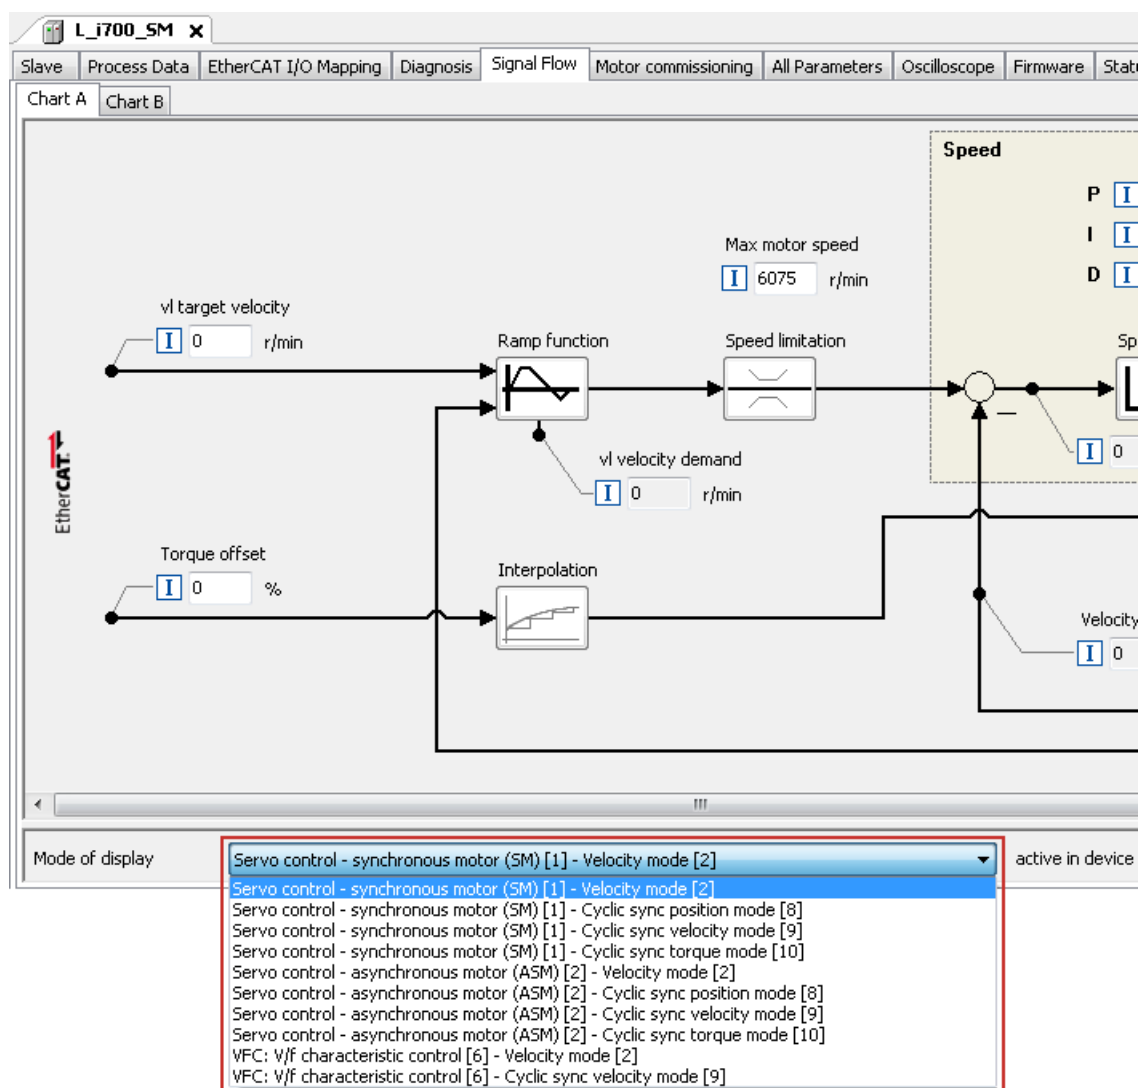 L_i700_SM
Slave Process Data EtherCAT I/O Mapping Diagnosis Signal Flow Motor commissioning All Parameters Oscilloscope Firmware
Chart A Chart B
Speed
P I
I I
D I
Max motor speed
I 6075 r/min
vl target velocity
I 0 r/min
Ramp function
Speed limitation
Sp
vl velocity demand
I 0 r/min
I 0
EtherCAT
Torque offset
I 0 %
Interpolation
Velocity
I 0
Mode of display
Servo control - synchronous motor (SM) [1] - Velocity mode [2]
active in device
Servo control - synchronous motor (SM) [1] - Velocity mode [2]
Servo control - synchronous motor (SM) [1] - Cyclic sync position mode [8]
Servo control - synchronous motor (SM) [1] - Cyclic sync velocity mode [9]
Servo control - synchronous motor (SM) [1] - Cyclic sync torque mode [10]
Servo control - asynchronous motor (ASM) [2] - Velocity mode [2]
Servo control - asynchronous motor (ASM) [2] - Cyclic sync position mode [8]
Servo control - asynchronous motor (ASM) [2] - Cyclic sync velocity mode [9]
Servo control - asynchronous motor (ASM) [2] - Cyclic sync torque mode [10]
VFC: V/f characteristic control [6] - Velocity mode [2]
VFC: V/f characteristic control [6] - Cyclic sync velocity mode [9]